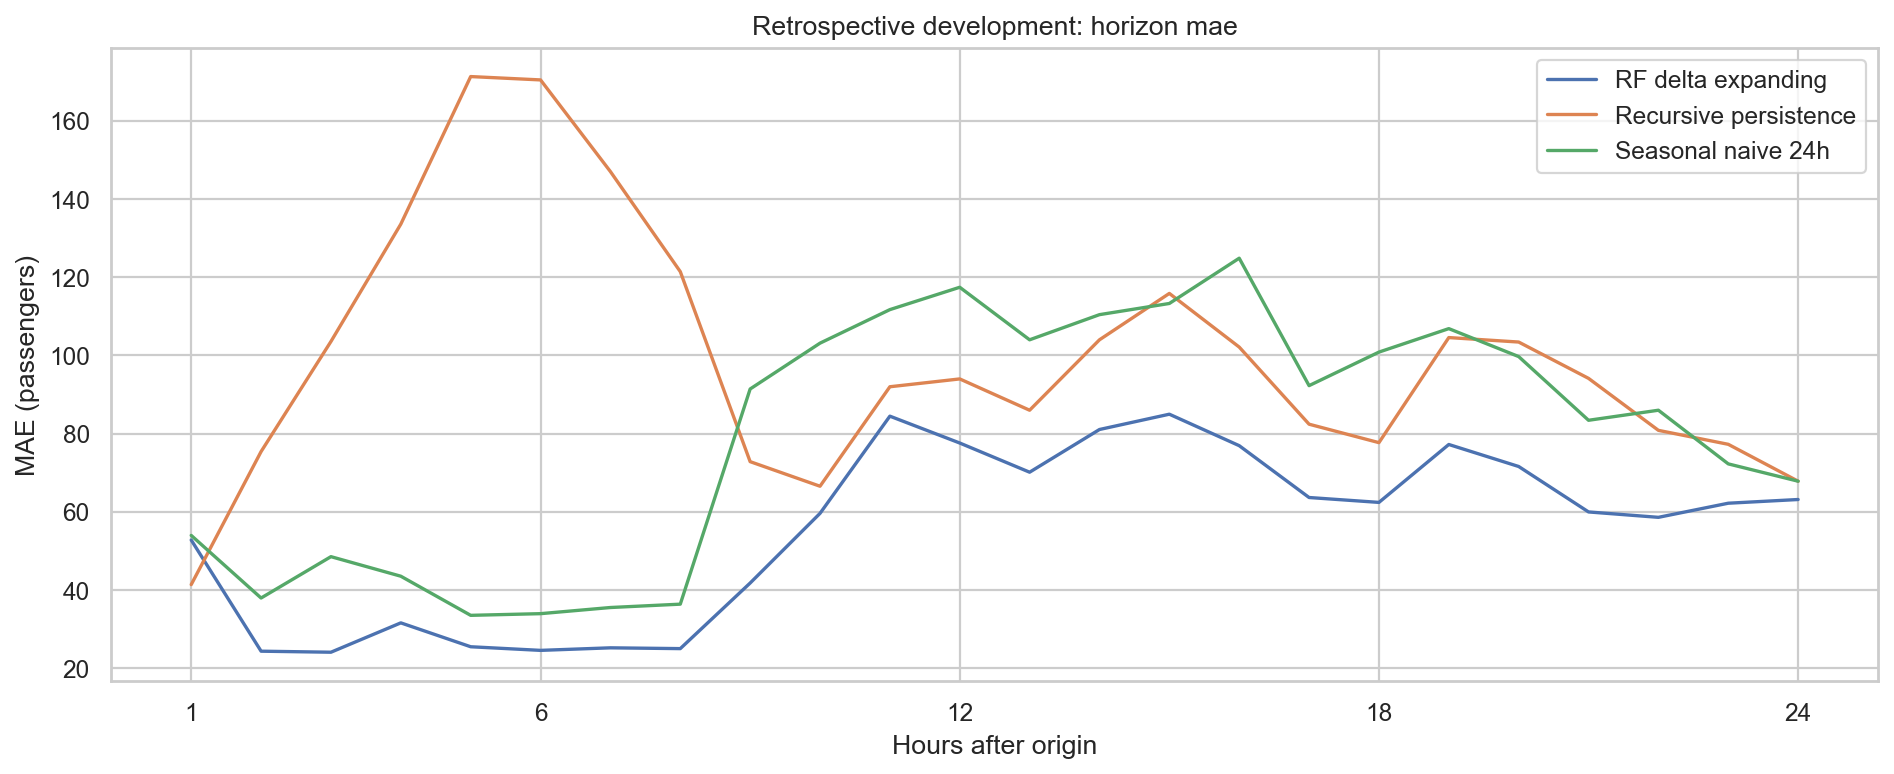 Retrospective development: horizon mae
RF delta expanding
Recursive persistence
Seasonal naive 24h
MAE (passengers)
160
140
120
100
80
60
40
20
1
6
12
18
24
Hours after origin